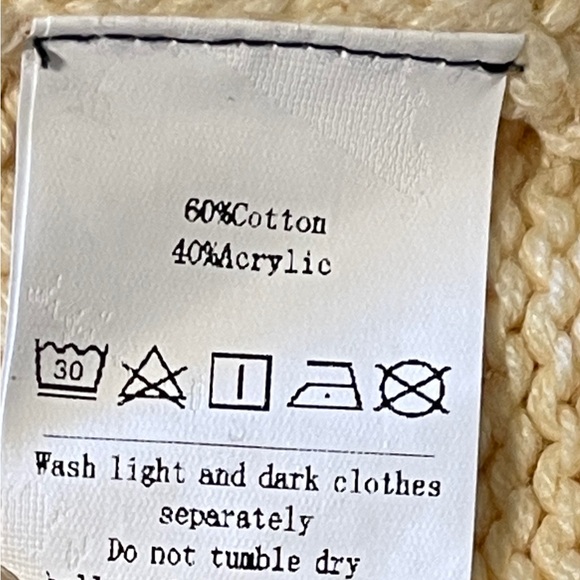 60%Cotton
40%Acrylic
30
Wash light and dark clothes
separately
Do not tumble dry